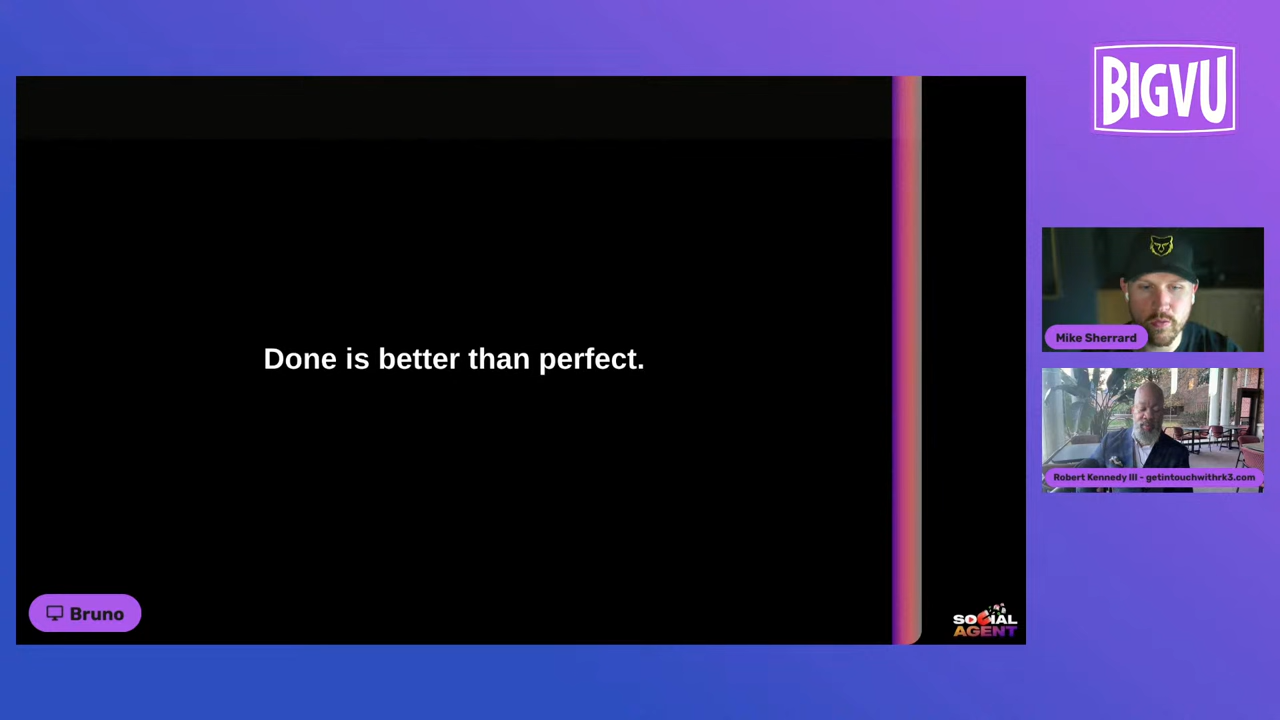 BIGVU
Done is better than perfect.
Mike Sherrard
Robert Kennedy III - getintouchwithrk3.com
Bruno
SOCIAL
AGENT